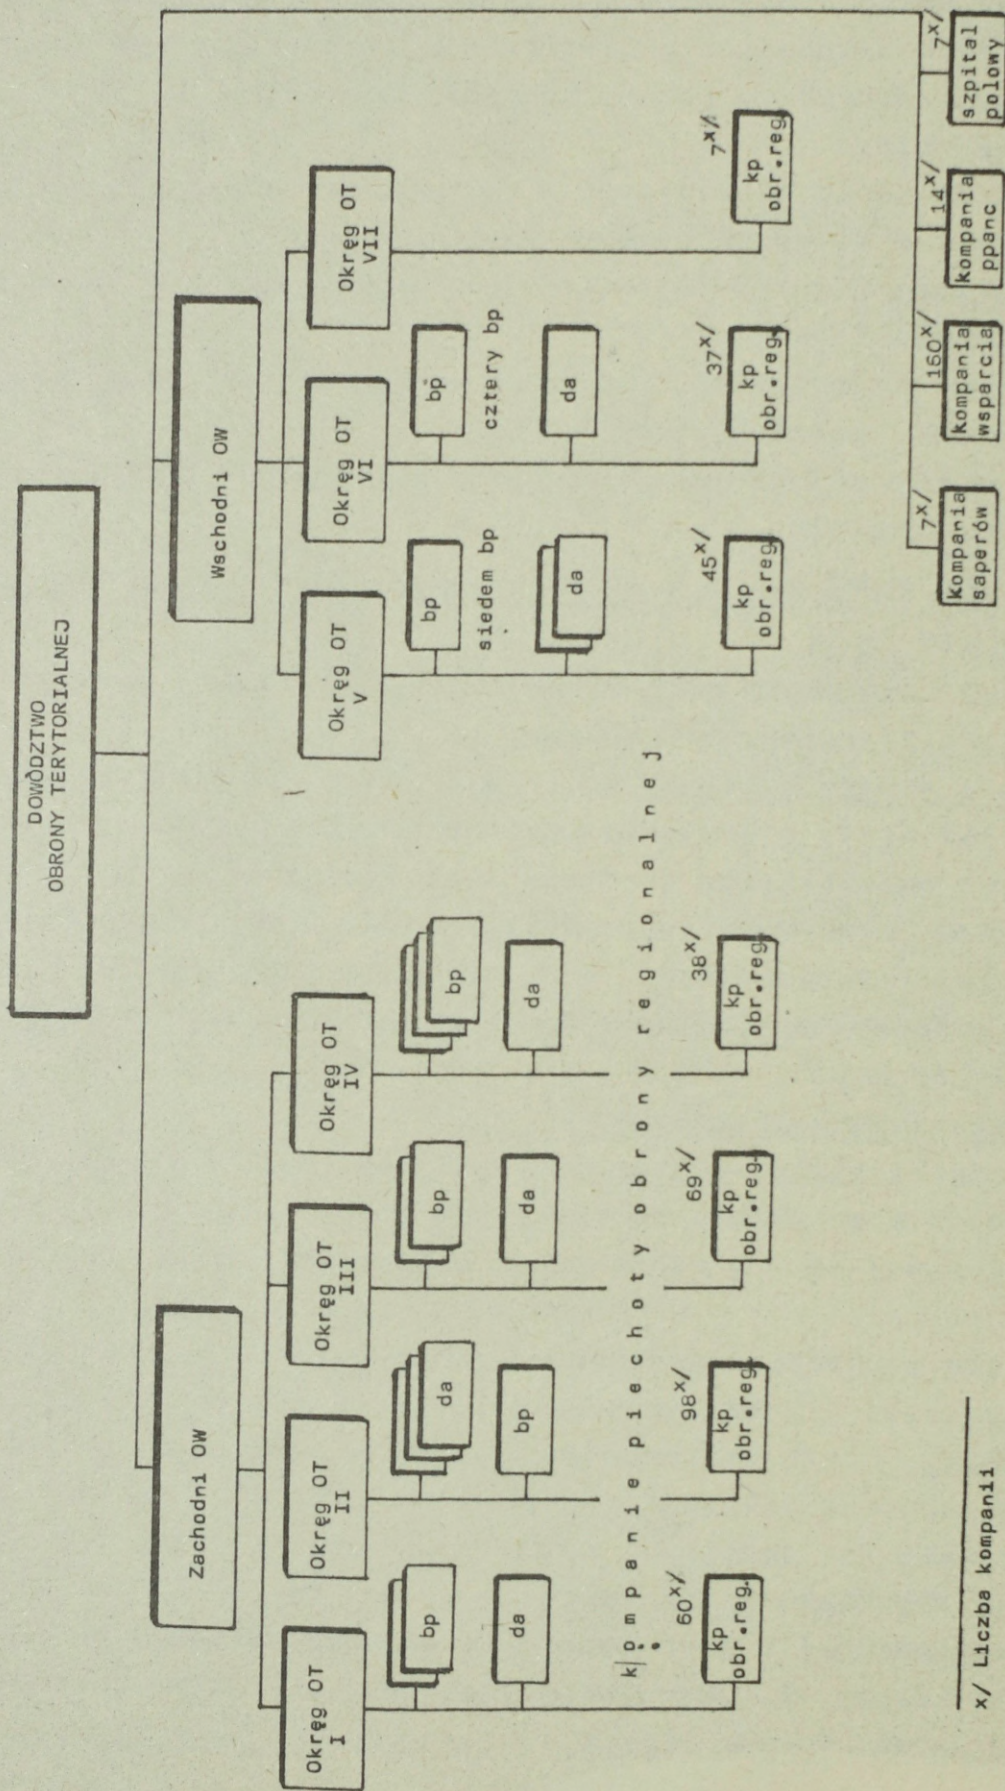 DOWÓDZTWO
OBRONY TERYTORIALNEJ
Zachodni OW
Wschodni OW
Okręg OT
I
Okręg OT
II
Okręg OT
III
Okręg OT
IV
Okręg OT
V
Okręg OT
VI
Okręg OT
VII
bp
da
bp
bp
bp
bp
siedem bp
cztery bp
da
bp
da
da
da
da
kompanie piechoty obrony regionalnej
60x/
98x/
69x/
38x/
45x/
37x/
7x/
kp
obr.reg.
kp
obr.reg.
kp
obr.reg.
kp
obr.reg.
kp
obr.reg.
kp
obr.reg.
kp
obr.reg.
7x/
160x/
14x/
7x/
kompania
saperów
kompania
wsparcia
kompania
ppanc
szpital
polowy
x/ Liczba kompanii